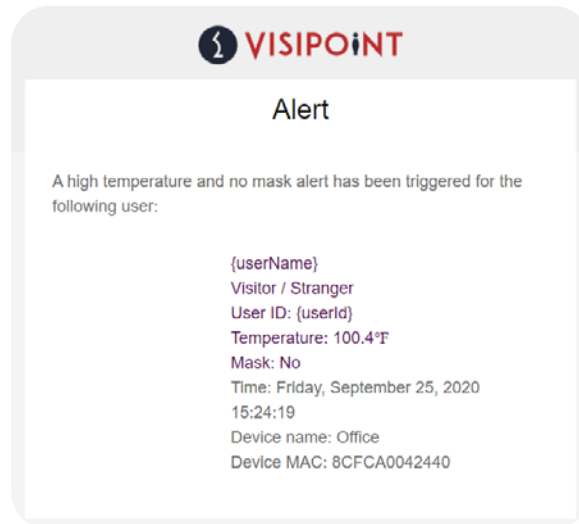 VISIPOINT
Alert
A high temperature and no mask alert has been triggered for the
following user:
{userName}
Visitor / Stranger
User ID: {userId}
Temperature: 100.4°F
Mask: No
Time: Friday, September 25, 2020
15:24:19
Device name: Office
Device MAC: 8CFCA0042440